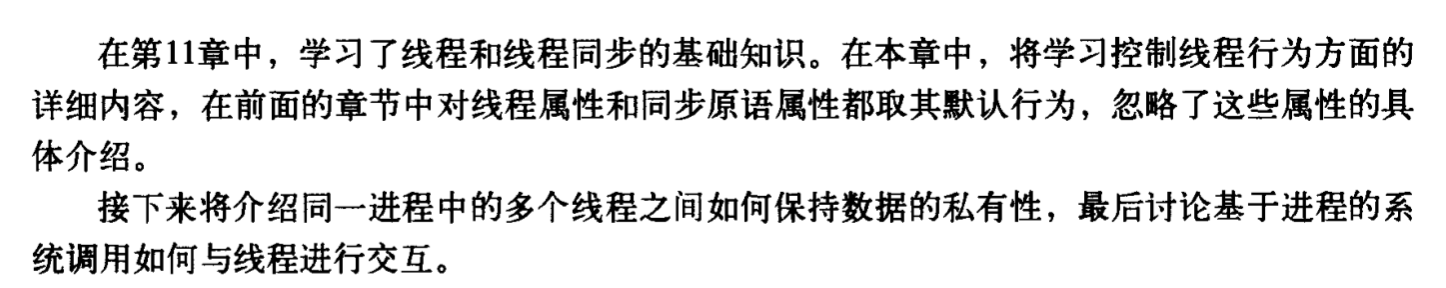 在第11章中，学习了线程和线程同步的基础知识。在本章中，将学习控制线程行为方面的
详细内容，在前面的章节中对线程属性和同步原语属性都取其默认行为，忽略了这些属性的具
体介绍。
接下来将介绍同一进程中的多个线程之间如何保持数据的私有性，最后讨论基于进程的系
统调用如何与线程进行交互。